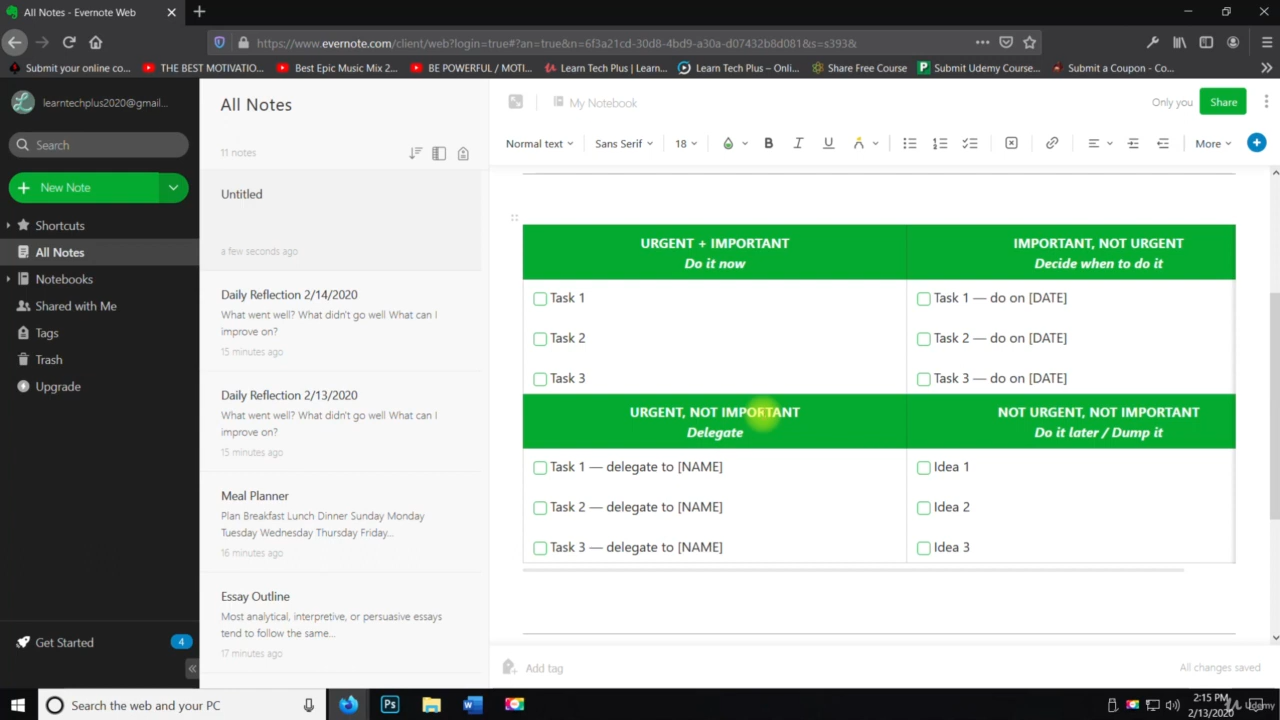 All Notes - Evernote Web
https://www.evernote.com/client/web?login=true#?an=true&n=6f3a21cd-30d8-4bd9-a30a-d07432b8d081&s=s393&
Submit your online co...
THE BEST MOTIVATIO...
Best Epic Music Mix 2...
BE POWERFUL / MOTI...
Learn Tech Plus | Learn...
Learn Tech Plus – Onli...
Share Free Course
Submit Udemy Course...
Submit a Coupon - Co...
learntechplus2020@gmail...
Search
New Note
Shortcuts
All Notes
Notebooks
Shared with Me
Tags
Trash
Upgrade
Get Started
4
All Notes
11 notes
Untitled
a few seconds ago
Daily Reflection 2/14/2020
What went well? What didn't go well What can I
improve on?
15 minutes ago
Daily Reflection 2/13/2020
What went well? What didn't go well What can I
improve on?
15 minutes ago
Meal Planner
Plan Breakfast Lunch Dinner Sunday Monday
Tuesday Wednesday Thursday Friday...
16 minutes ago
Essay Outline
Most analytical, interpretive, or persuasive essays
tend to follow the same...
17 minutes ago
My Notebook
Only you
Share
Normal text
Sans Serif
18
B I U A
More
URGENT + IMPORTANT
Do it now
IMPORTANT, NOT URGENT
Decide when to do it
Task 1
Task 1 — do on [DATE]
Task 2
Task 2 — do on [DATE]
Task 3
Task 3 — do on [DATE]
URGENT, NOT IMPORTANT
Delegate
NOT URGENT, NOT IMPORTANT
Do it later / Dump it
Task 1 — delegate to [NAME]
Idea 1
Task 2 — delegate to [NAME]
Idea 2
Task 3 — delegate to [NAME]
Idea 3
Add tag
All changes saved
Search the web and your PC
Ps
W
2:15 PM
2/13/2020
Udemy